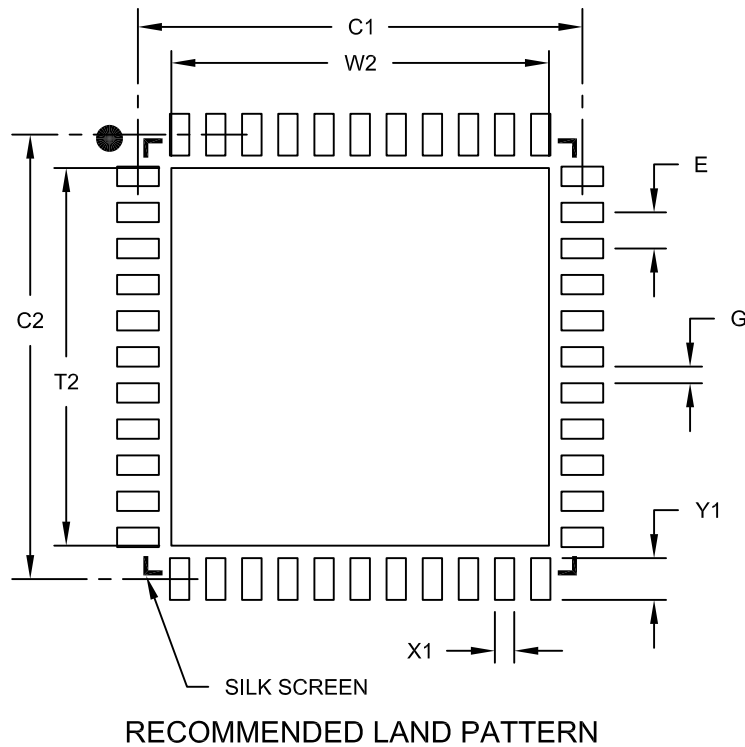 C1
W2
E
C2
G
T2
Y1
X1
SILK SCREEN
RECOMMENDED LAND PATTERN